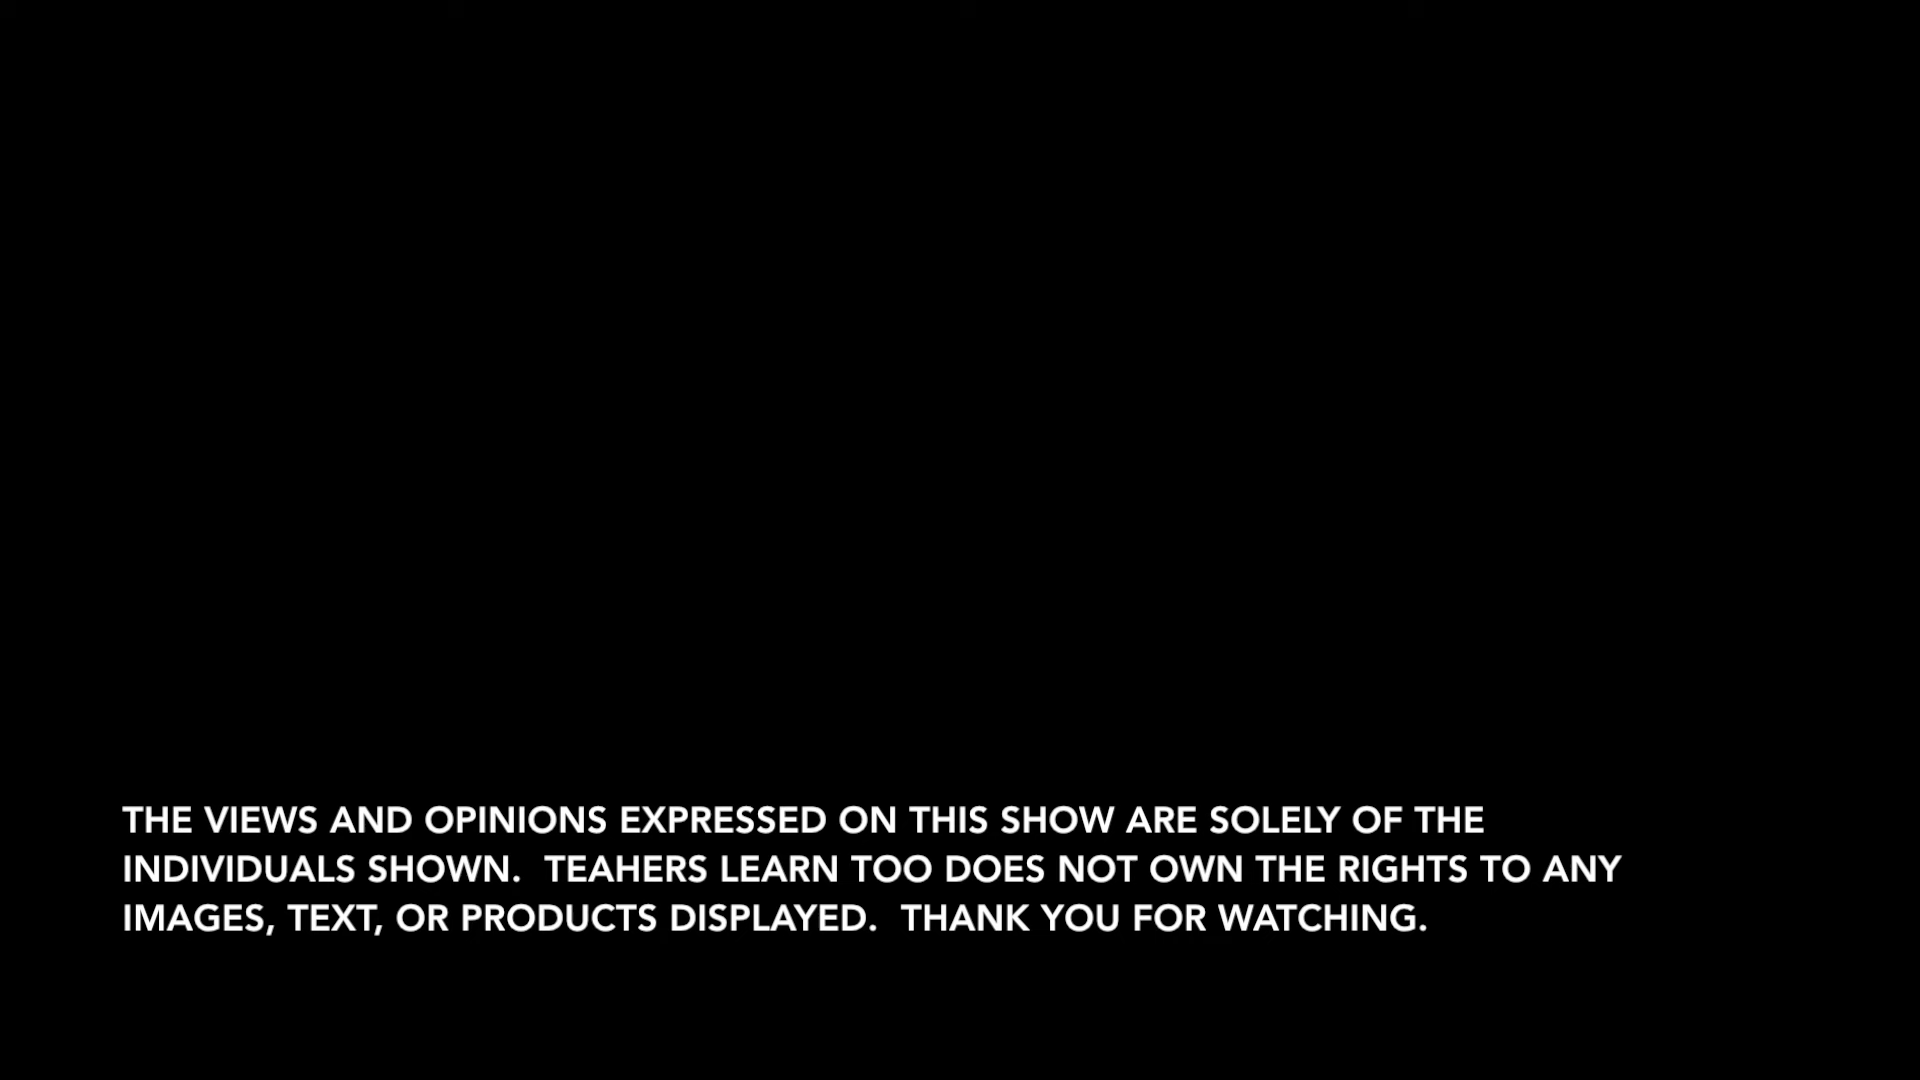 THE VIEWS AND OPINIONS EXPRESSED ON THIS SHOW ARE SOLELY OF THE
INDIVIDUALS SHOWN.  TEAHERS LEARN TOO DOES NOT OWN THE RIGHTS TO ANY
IMAGES, TEXT, OR PRODUCTS DISPLAYED.  THANK YOU FOR WATCHING.